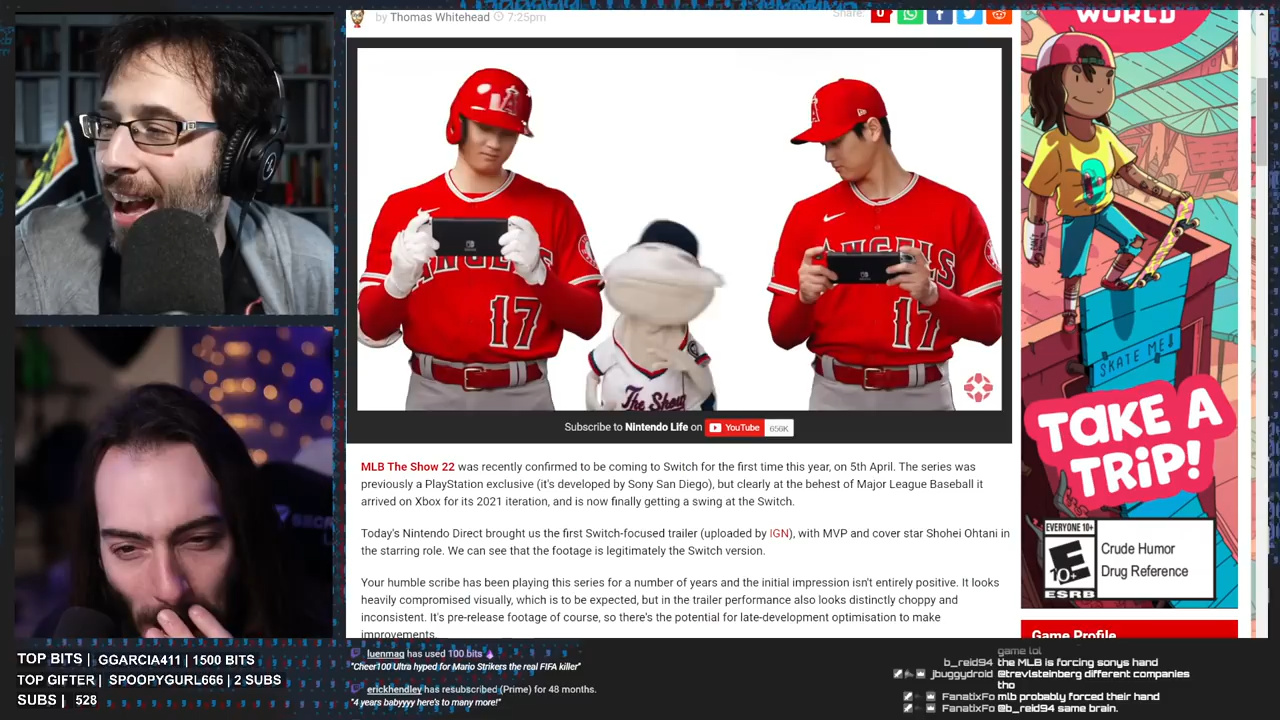 by Thomas Whitehead 7:25pm
Share:
WORLD
A
ANGELS
17
ANGELS
17
The Show
SKATE ME
TAKE A
TRiP!
EVERYONE 10+
E
10+
ESRB
Crude Humor
Drug Reference
Subscribe to Nintendo Life on YouTube 656K
MLB The Show 22 was recently confirmed to be coming to Switch for the first time this year, on 5th April. The series was
previously a PlayStation exclusive (it's developed by Sony San Diego), but clearly at the behest of Major League Baseball it
arrived on Xbox for its 2021 iteration, and is now finally getting a swing at the Switch.
Today's Nintendo Direct brought us the first Switch-focused trailer (uploaded by IGN), with MVP and cover star Shohei Ohtani in
the starring role. We can see that the footage is legitimately the Switch version.
Your humble scribe has been playing this series for a number of years and the initial impression isn't entirely positive. It looks
heavily compromised visually, which is to be expected, but in the trailer performance also looks distinctly choppy and
inconsistent. It's pre-release footage of course, so there's the potential for late-development optimisation to make
improvements.
Game Profile
TOP BITS | GGARCIA411 | 1500 BITS
TOP GIFTER | SPOOPYGURL666 | 2 SUBS
SUBS | 528
luenmag has used 100 bits
"Cheer100 Ultra hyped for Mario Strikers the real FIFA killer"
erickhendley has resubscribed (Prime) for 48 months.
"4 years babyyyy here's to many more!"
game lol
b_reid94 the MLB is forcing sonys hand
jbuggydroid @trevlsteinberg different companies
tho
FanatixFo mlb probably forced their hand
FanatixFo @b_reid94 same brain.